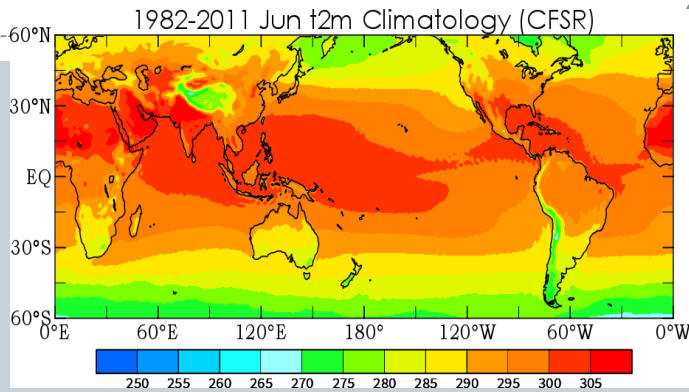 1982-2011 Jun t2m Climatology (CFSR)
60°N
30°N
EQ
30°S
60°S
0°E 60°E 120°E 180° 120°W 60°W 0°W
250 255 260 265 270 275 280 285 290 295 300 305